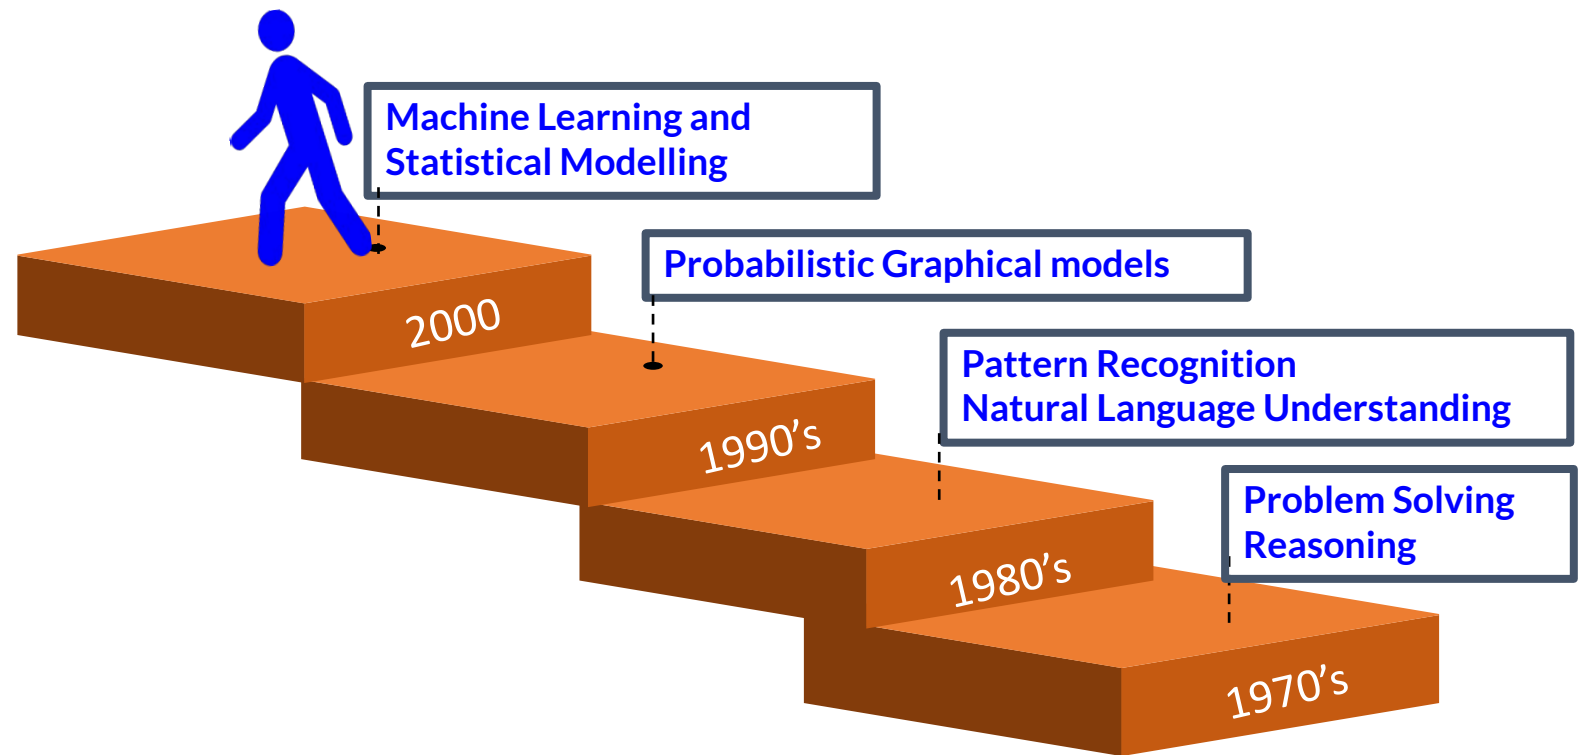 Machine Learning and
Statistical Modelling
2000
Probabilistic Graphical models
1990’s
Pattern Recognition
Natural Language Understanding
1980’s
Problem Solving
Reasoning
1970’s